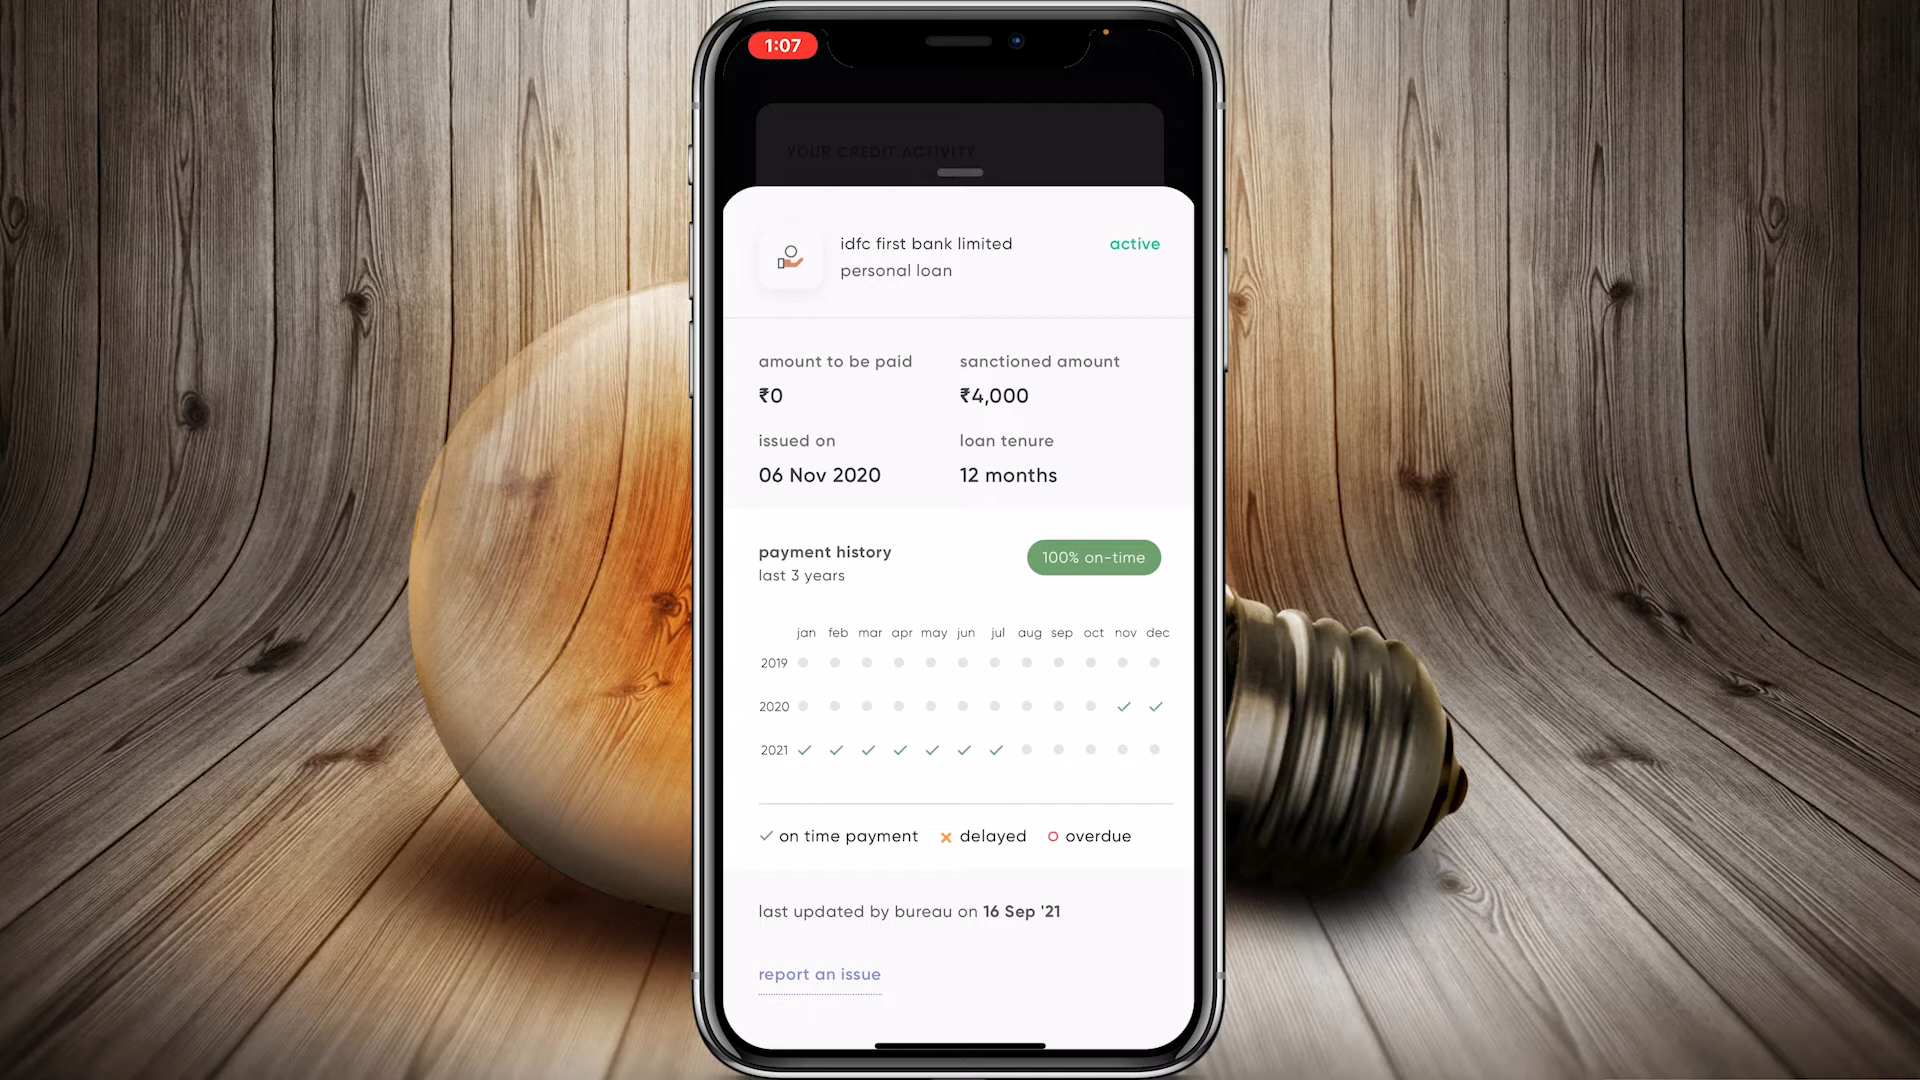 1:07
YOUR CREDIT ACTIVITY
idfc first bank limited
active
personal loan
amount to be paid
sanctioned amount
₹0
₹4,000
issued on
loan tenure
06 Nov 2020
12 months
payment history
100% on-time
last 3 years
jan feb mar apr may jun jul aug sep oct nov dec
2019
2020
2021
on time payment
delayed
overdue
last updated by bureau on 16 Sep '21
report an issue